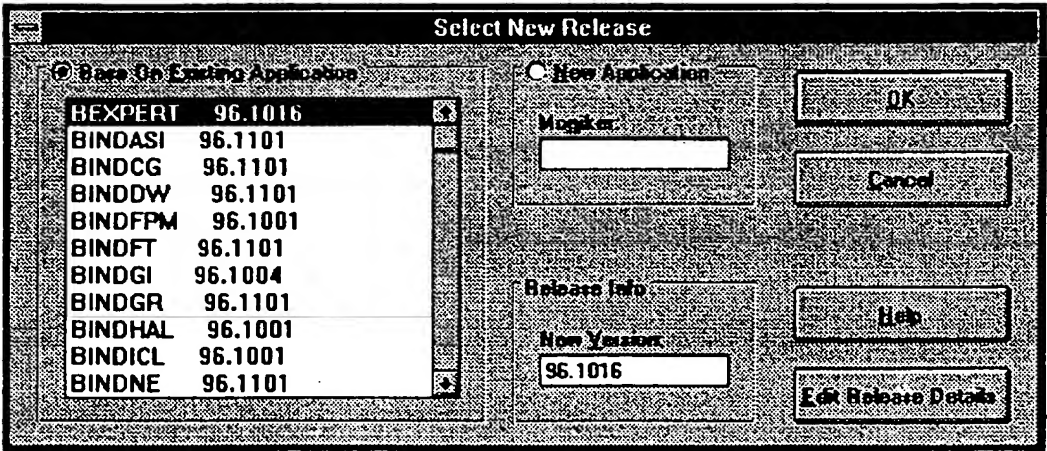 Select New Release
Base On Existing Application
BEXPERT 96.1016
BINDASI 96.1101
BINDCG 96.1101
BINDDW 96.1101
BINDFPM 96.1001
BINDFT 96.1101
BINDGI 96.1004
BINDGR 96.1101
BINDHAL 96.1001
BINDICL 96.1001
BINDNE 96.1101
New Application
Moniker:
Release Info
New Version:
96.1016
OK
Cancel
Help
Edit Release Details